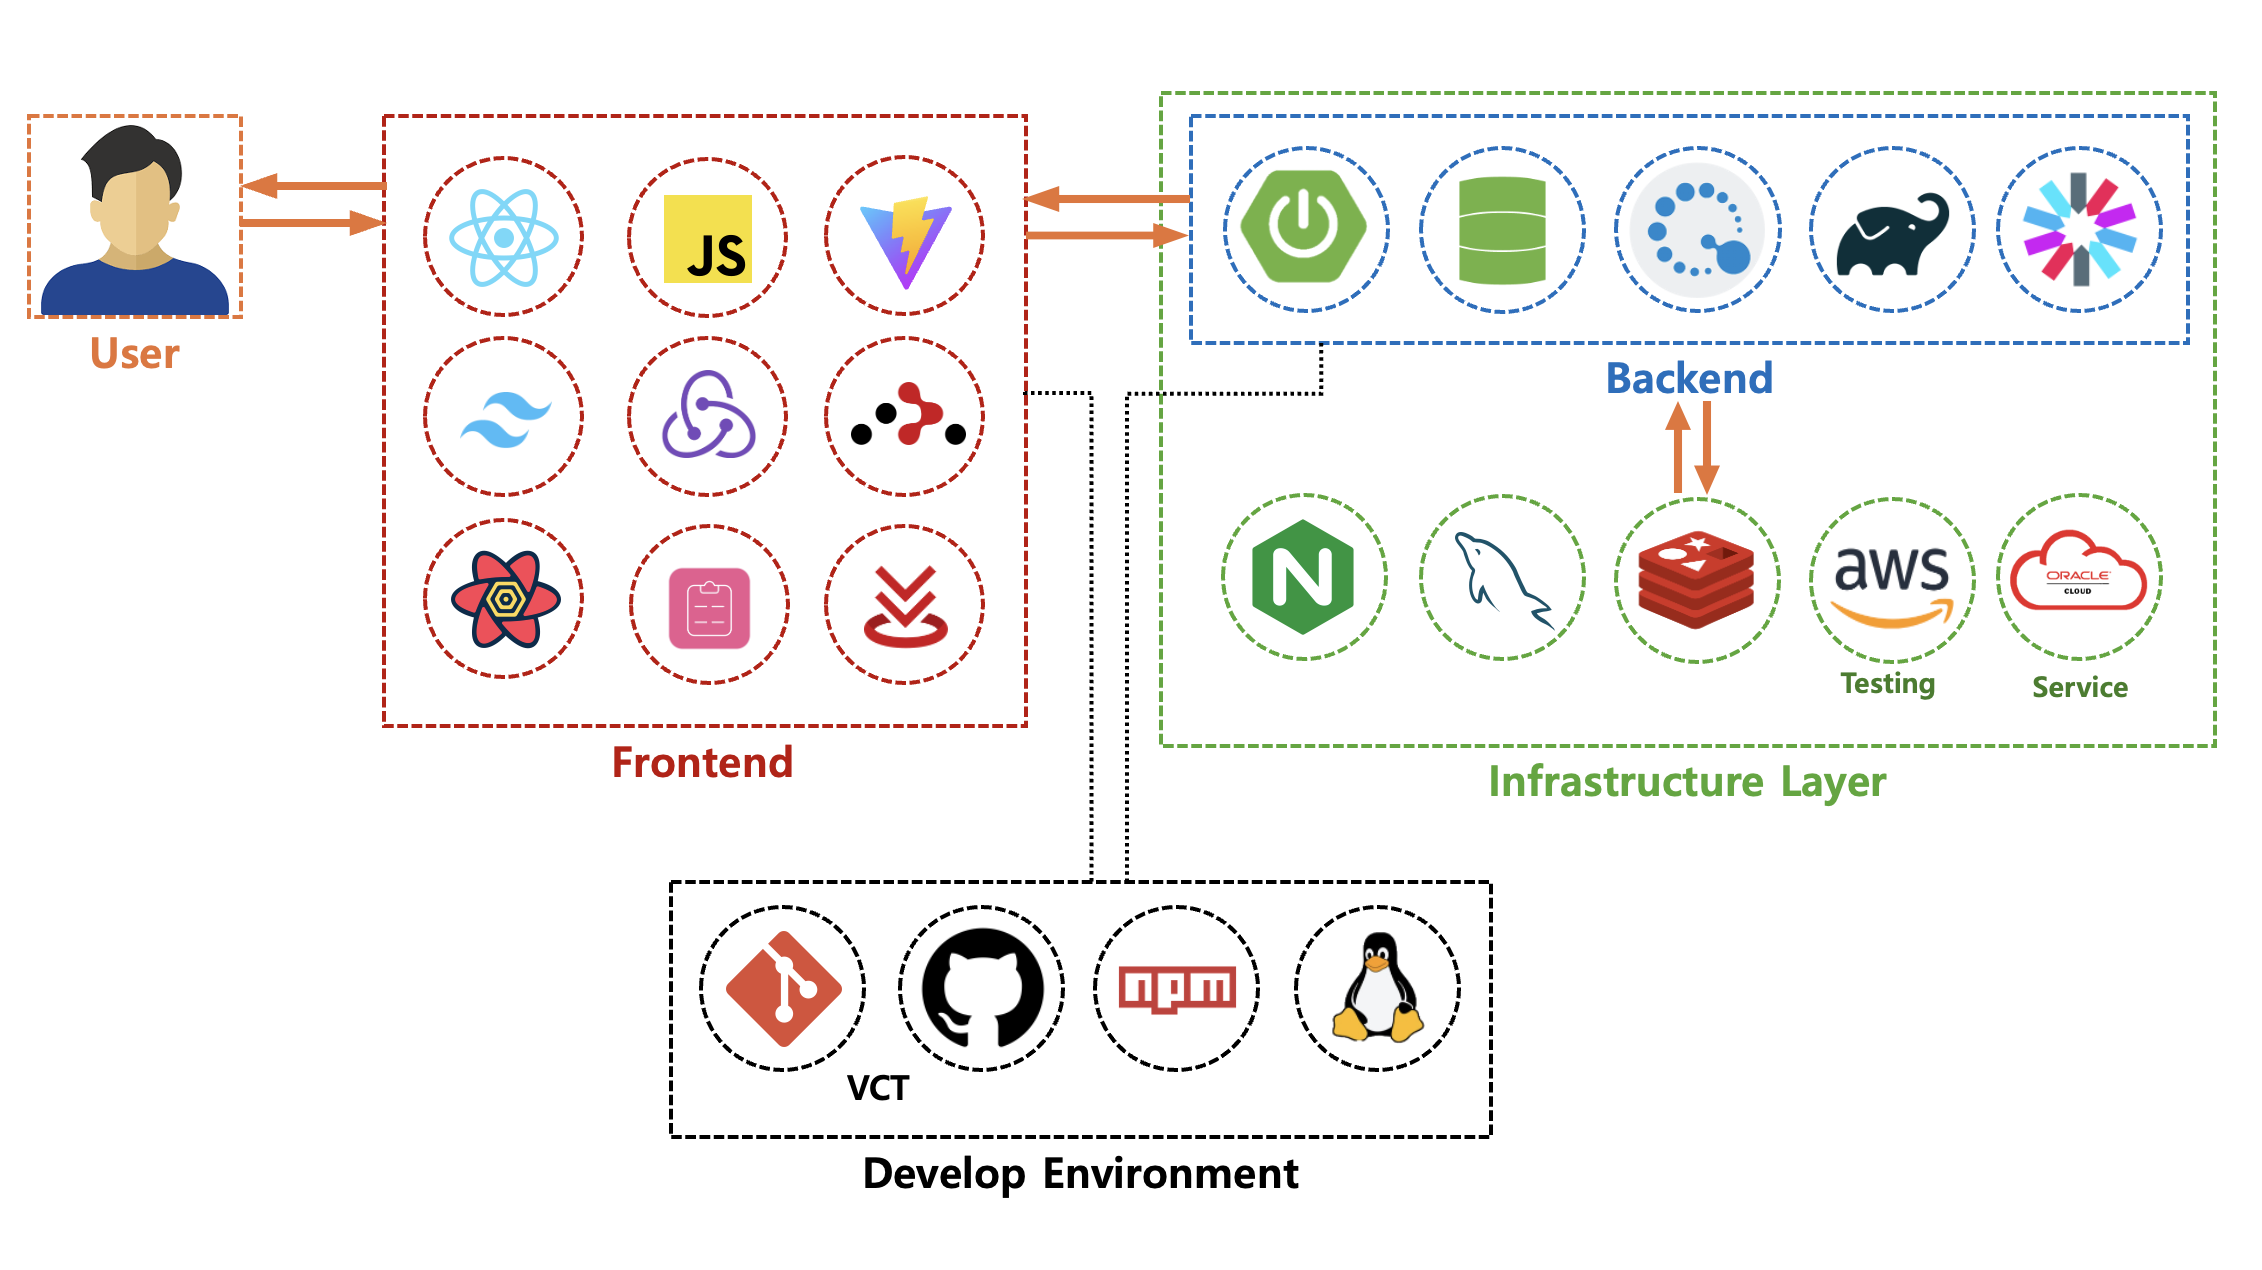 JS
User
Backend
aws
ORACLE
CLOUD
Testing
Service
Frontend
Infrastructure Layer
npm
VCT
Develop Environment